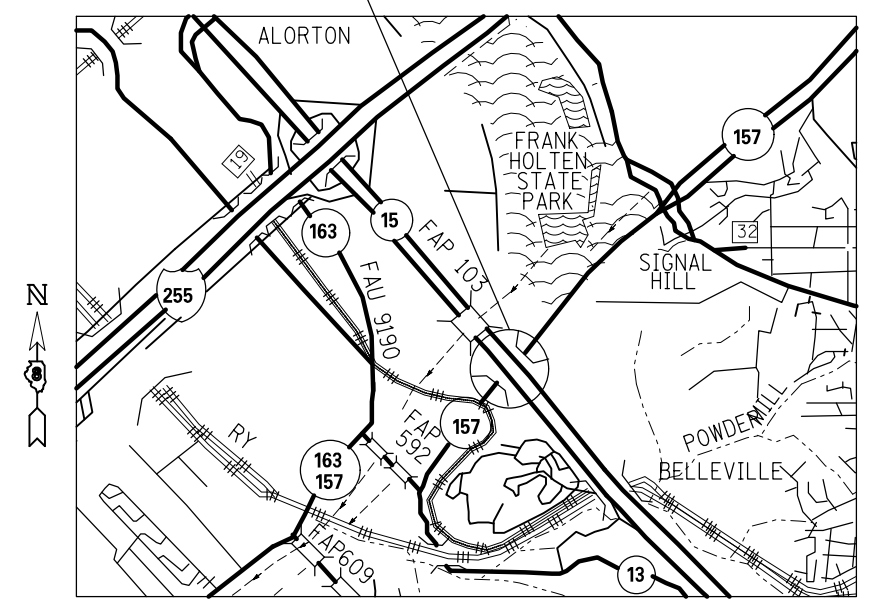 ALORTON
FRANK
HOLTEN
STATE
PARK
157
19
15
163
FAP 103
32
SIGNAL
HILL
255
FAU 9190
N
8
157
FAP
592
RY
POWDERMILL
163
157
BELLEVILLE
FAP609
13